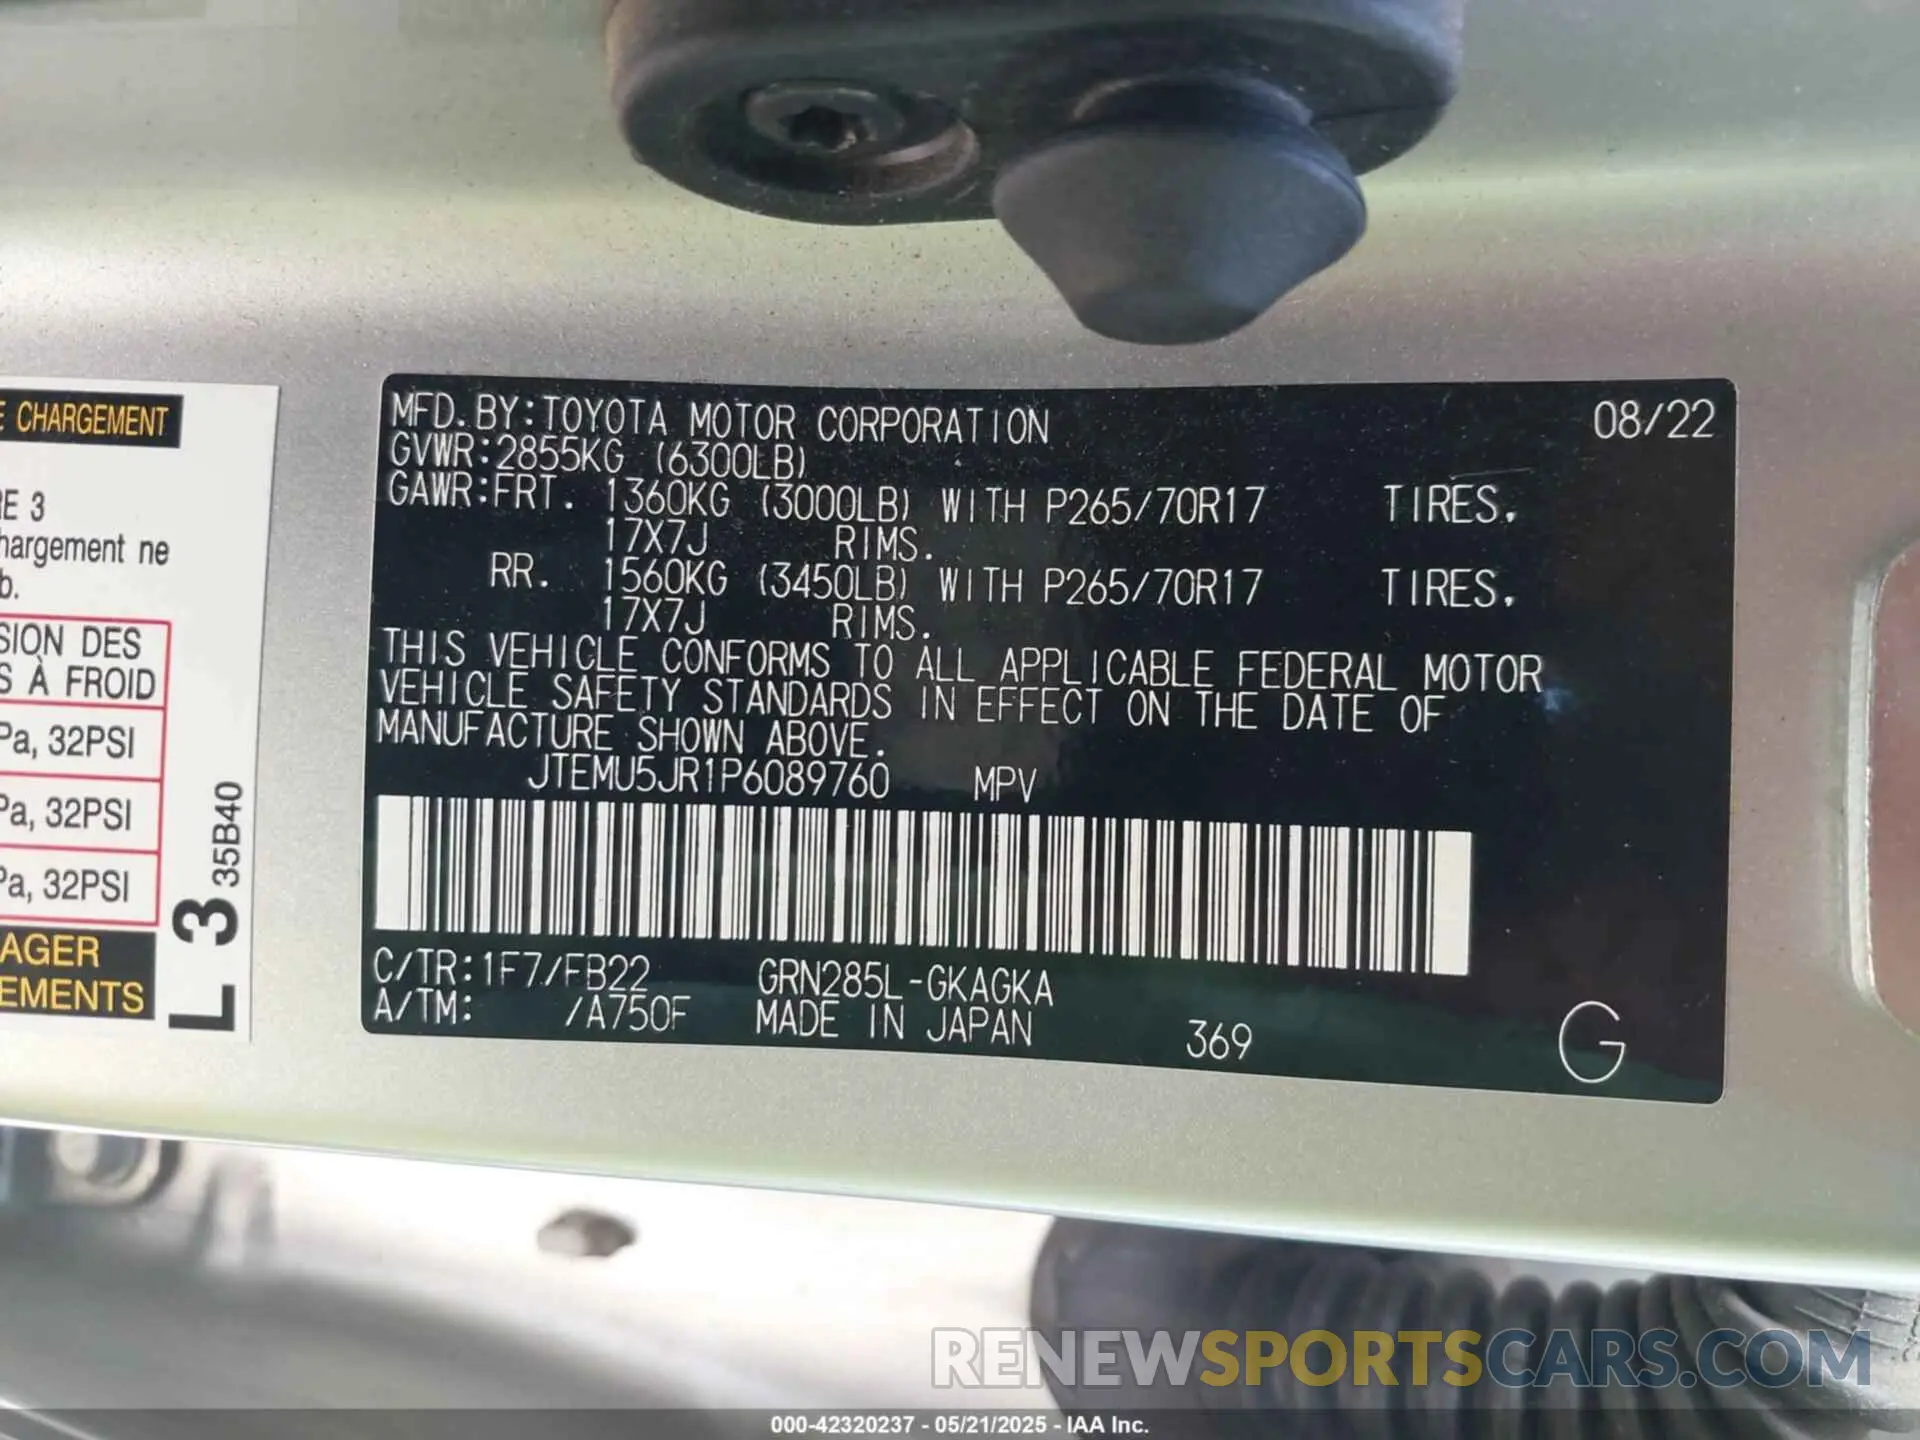 E CHARGEMENT
RE 3
hargement ne
b.
SION DES
S À FROID
Pa, 32PSI
Pa, 32PSI
Pa, 32PSI
AGER
EMENTS
L 3 35B40
MFD. BY:TOYOTA MOTOR CORPORATION 08/22
GVWR:2855KG (6300LB)
GAWR:FRT. 1360KG (3000LB) WITH P265/70R17 TIRES.
17X7J RIMS.
RR. 1560KG (3450LB) WITH P265/70R17 TIRES.
17X7J RIMS.
THIS VEHICLE CONFORMS TO ALL APPLICABLE FEDERAL MOTOR
VEHICLE SAFETY STANDARDS IN EFFECT ON THE DATE OF
MANUFACTURE SHOWN ABOVE.
JTEMU5JR1P6089760 MPV
C/TR:1F7/FB22 GRN285L-GKAGKA
A/TM: /A750F MADE IN JAPAN 369 G
RENEWSPORTSCARS.COM
000-42320237 - 05/21/2025 - IAA Inc.